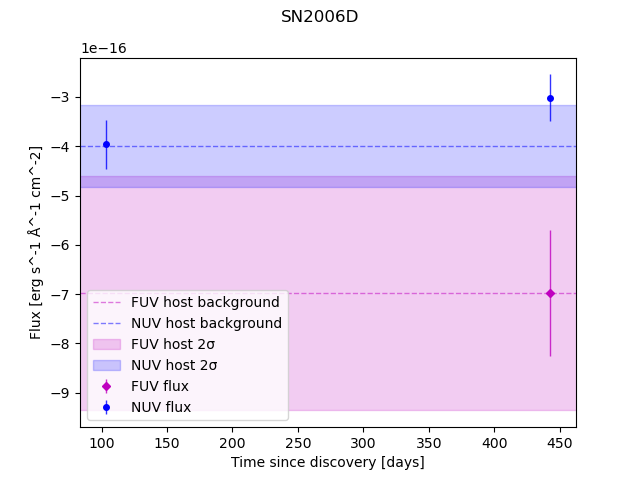 SN2006D
1e−16
−3
−4
−5
−6
−7
−8
−9
Flux [erg s^-1 Å^-1 cm^-2]
FUV host background
NUV host background
FUV host 2σ
NUV host 2σ
FUV flux
NUV flux
100 150 200 250 300 350 400 450
Time since discovery [days]